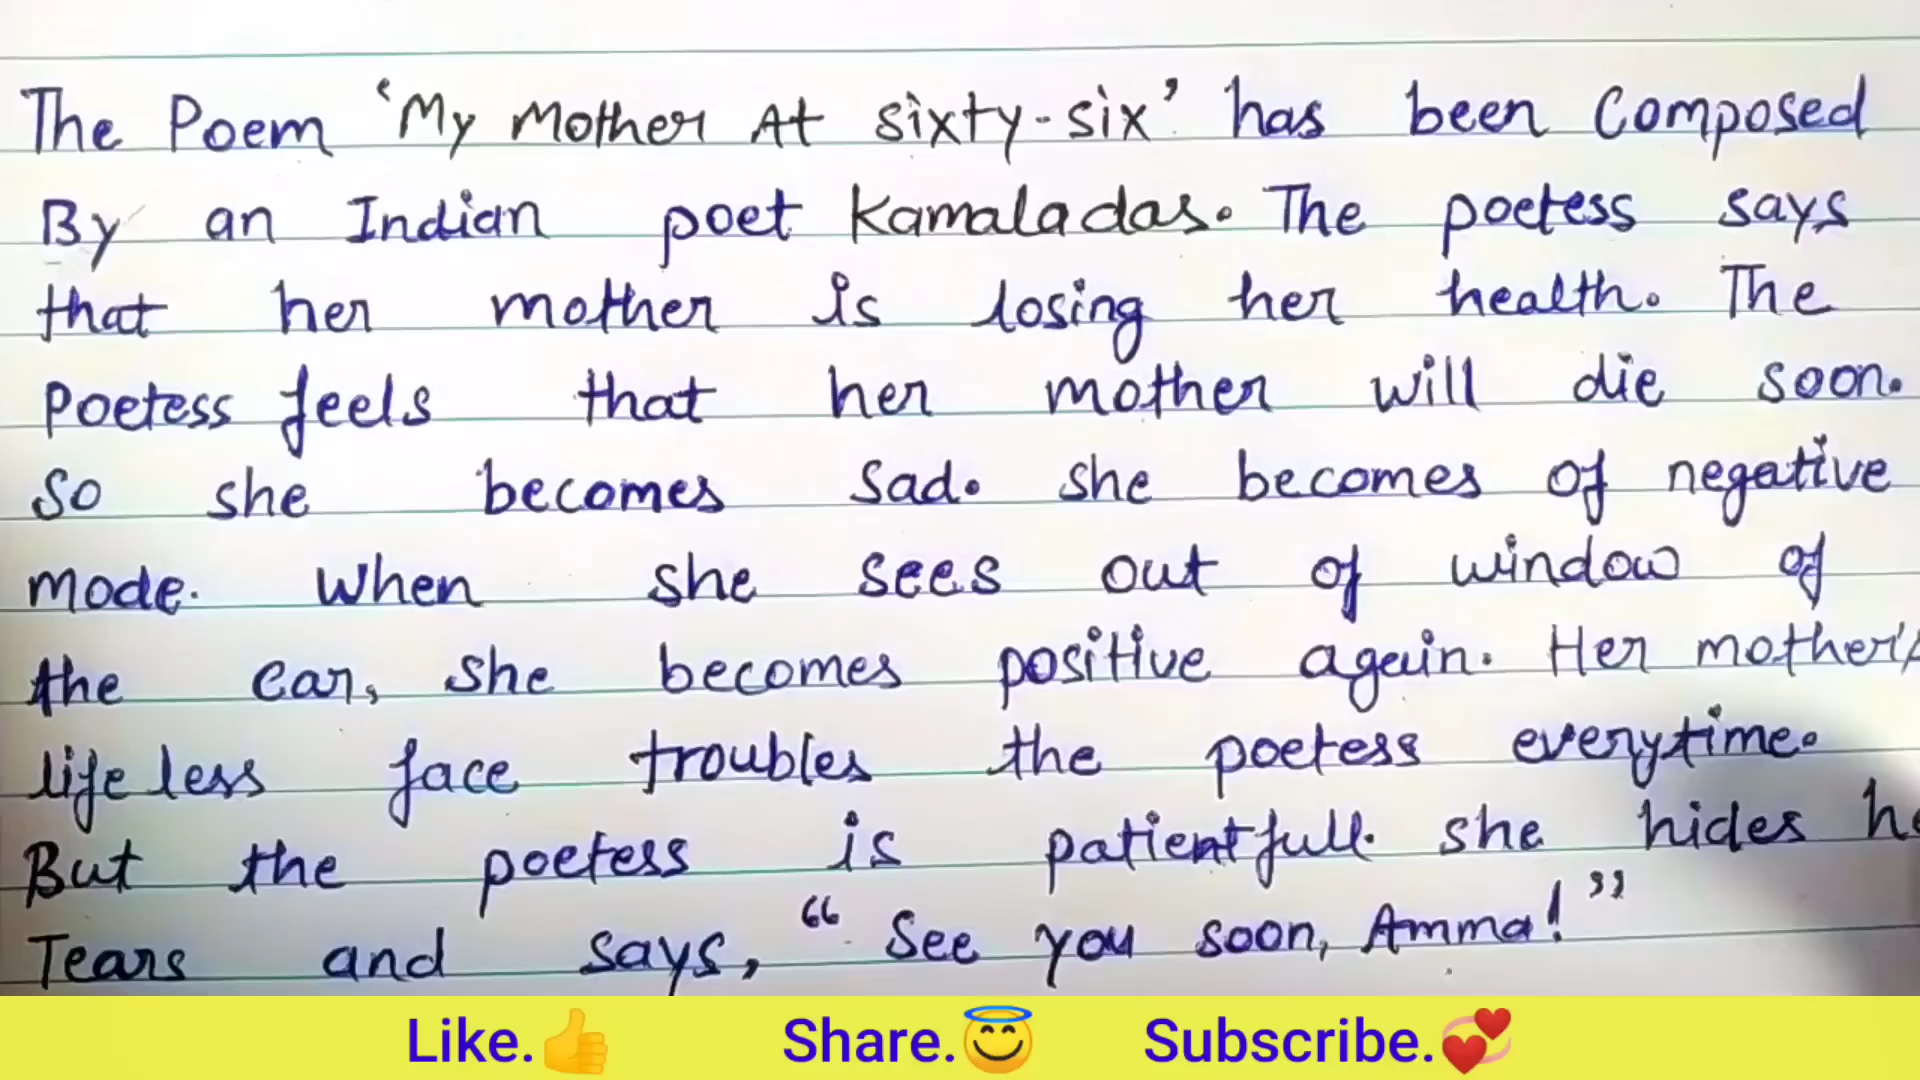 The Poem 'My Mother At sixty-six' has been Composed
By an Indian poet Kamaladas. The poetess says
that her mother is losing her health. The
Poetess feels that her mother will die soon.
So she becomes sad. she becomes of negative
mode. When she sees out of window of
the car, she becomes positive again. Her mother's
lifeless face troubles the poetess everytime.
But the poetess is patientfull. she hides he
Tears and says, "See you soon, Amma!"
Like.👍 Share.😇 Subscribe.💞